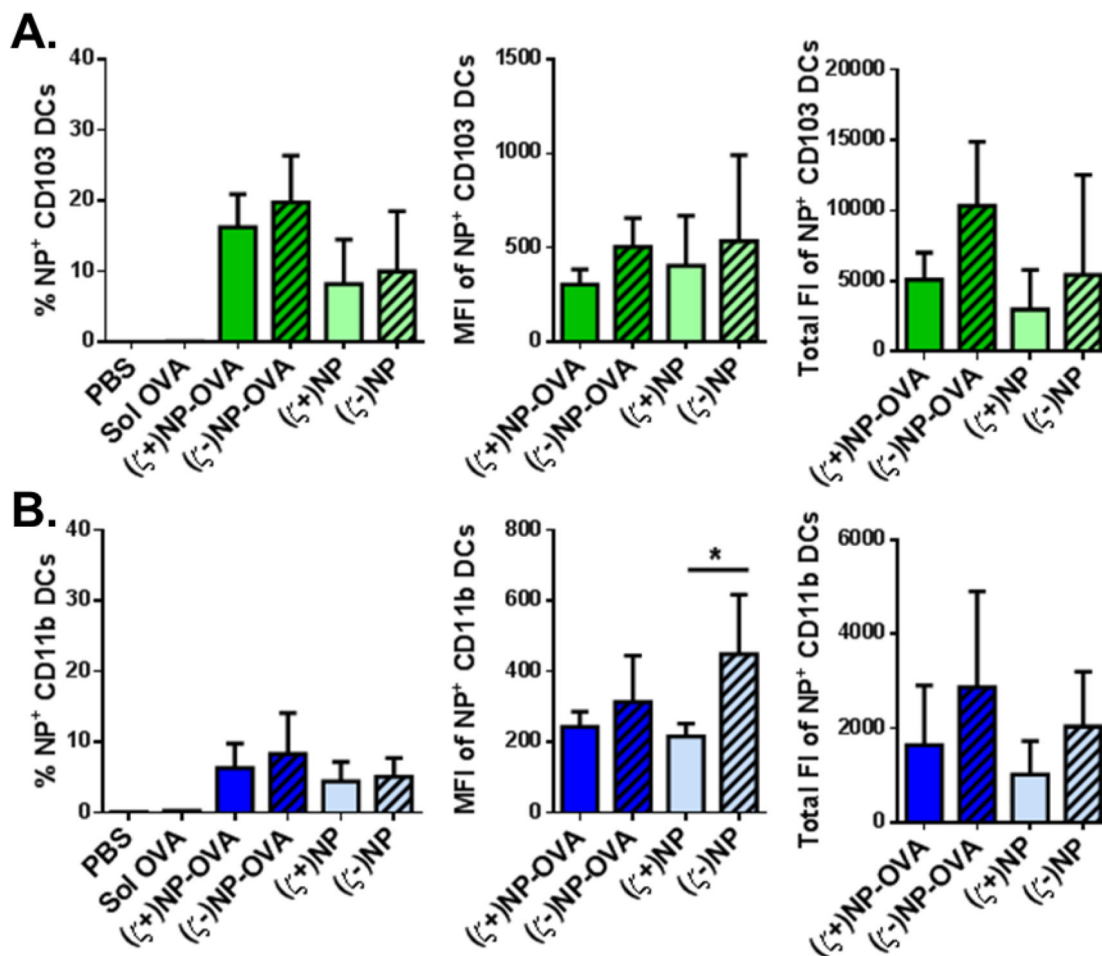 A.
% NP⁺ CD103 DCs
40
30
20
10
0
PBS
Sol OVA
(ζ+)NP-OVA
(ζ-)NP-OVA
(ζ+)NP
(ζ-)NP
MFI of NP⁺ CD103 DCs
1500
1000
500
0
(ζ+)NP-OVA
(ζ-)NP-OVA
(ζ+)NP
(ζ-)NP
Total FI of NP⁺ CD103 DCs
20000
15000
10000
5000
0
(ζ+)NP-OVA
(ζ-)NP-OVA
(ζ+)NP
(ζ-)NP
B.
% NP⁺ CD11b DCs
40
30
20
10
0
PBS
Sol OVA
(ζ+)NP-OVA
(ζ-)NP-OVA
(ζ+)NP
(ζ-)NP
MFI of NP⁺ CD11b DCs
800
600
400
200
0
*
(ζ+)NP-OVA
(ζ-)NP-OVA
(ζ+)NP
(ζ-)NP
Total FI of NP⁺ CD11b DCs
6000
4000
2000
0
(ζ+)NP-OVA
(ζ-)NP-OVA
(ζ+)NP
(ζ-)NP